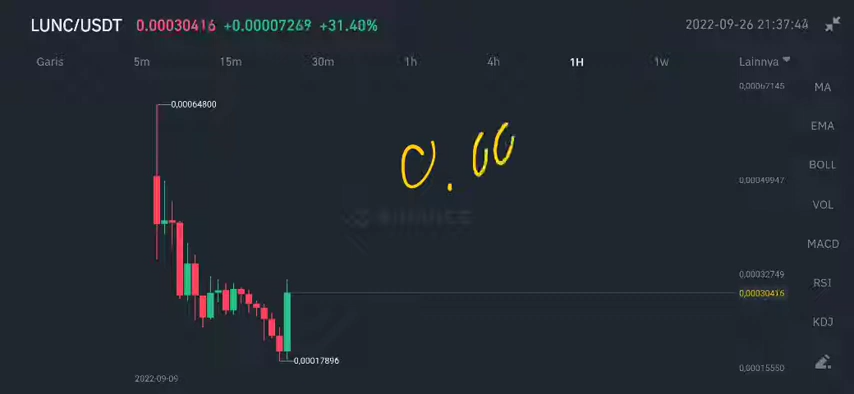 LUNC/USDT 0.00030416 +0.00007269 +31.40% 2022-09-26 21:37:44
Garis 5m 15m 30m 1h 4h 1H 1w Lainnya
0,00067145
MA
0,00064800
0.00
EMA
BOLL
0,00049947
VOL
BINANCE
MACD
0,00032749
RSI
0,00030416
KDJ
0,00017896
0,00015550
2022-09-09